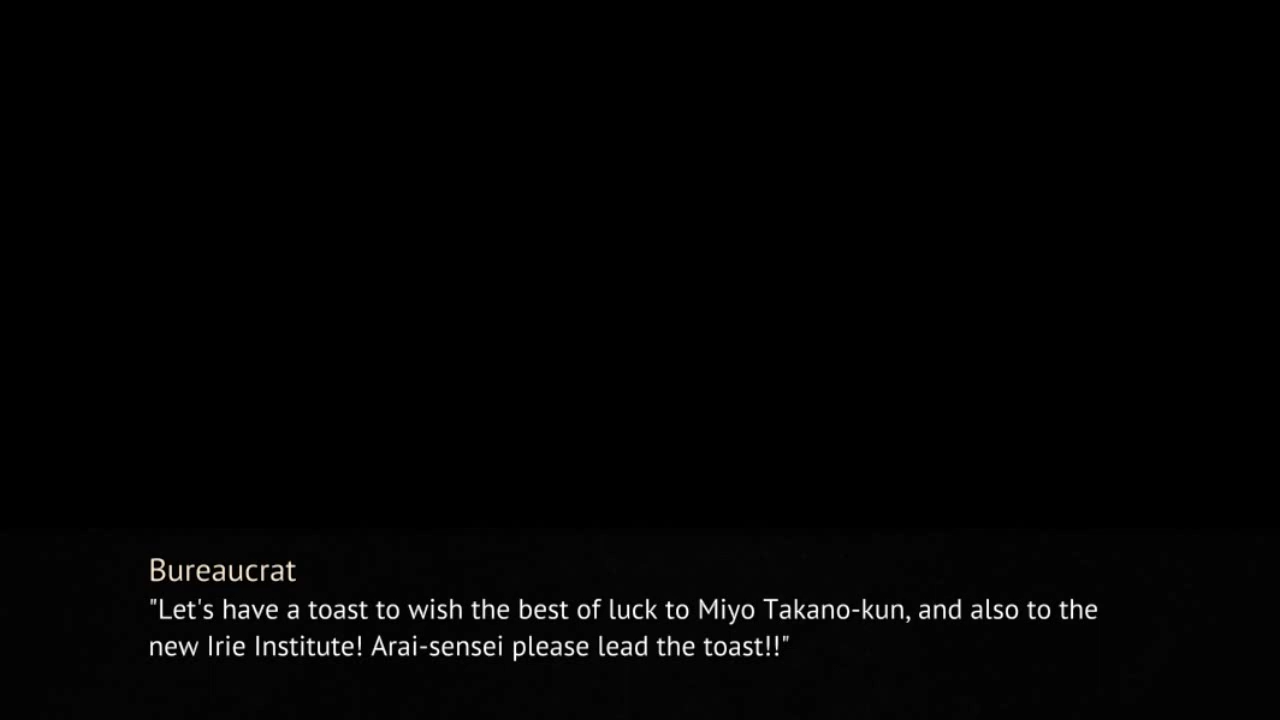 Bureaucrat
"Let's have a toast to wish the best of luck to Miyo Takano-kun, and also to the
new Irie Institute! Arai-sensei please lead the toast!!"